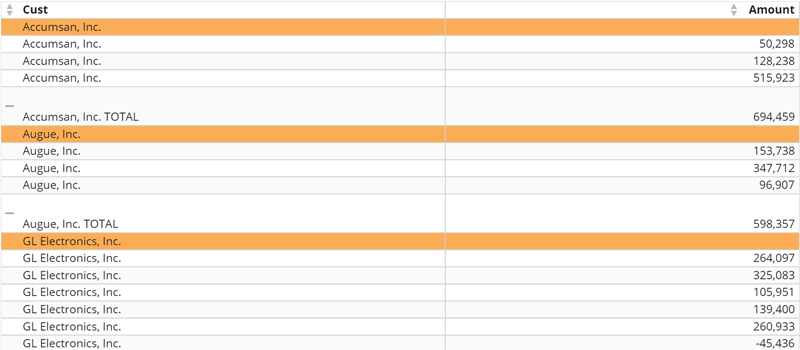 Cust Amount
Accumsan, Inc.
Accumsan, Inc. 50,298
Accumsan, Inc. 128,238
Accumsan, Inc. 515,923
Accumsan, Inc. TOTAL 694,459
Augue, Inc.
Augue, Inc. 153,738
Augue, Inc. 347,712
Augue, Inc. 96,907
Augue, Inc. TOTAL 598,357
GL Electronics, Inc.
GL Electronics, Inc. 264,097
GL Electronics, Inc. 325,083
GL Electronics, Inc. 105,951
GL Electronics, Inc. 139,400
GL Electronics, Inc. 260,933
GL Electronics, Inc. -45,436